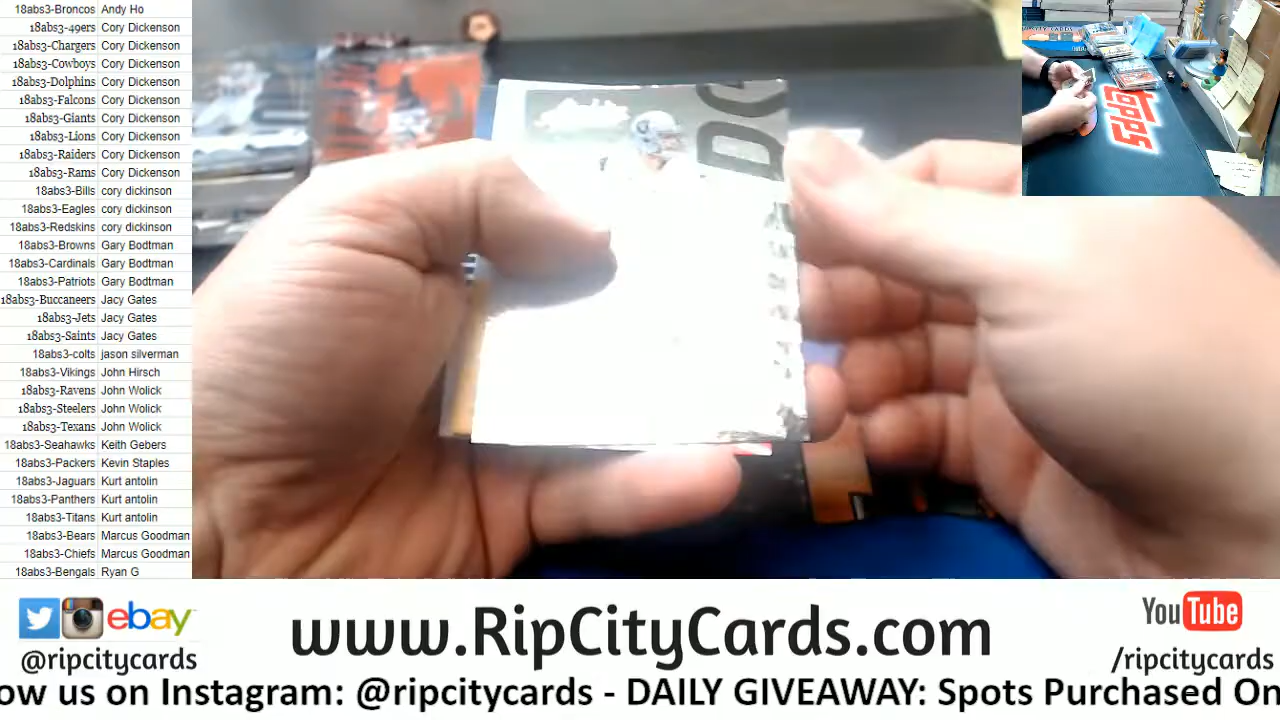 18abs3-Broncos Andy Ho
18abs3-49ers Cory Dickenson
18abs3-Chargers Cory Dickenson
18abs3-Cowboys Cory Dickenson
18abs3-Dolphins Cory Dickenson
18abs3-Falcons Cory Dickenson
18abs3-Giants Cory Dickenson
18abs3-Lions Cory Dickenson
18abs3-Raiders Cory Dickenson
18abs3-Rams Cory Dickenson
18abs3-Bills cory dickinson
18abs3-Eagles cory dickinson
18abs3-Redskins cory dickinson
18abs3-Browns Gary Bodtman
18abs3-Cardinals Gary Bodtman
18abs3-Patriots Gary Bodtman
18abs3-Buccaneers Jacy Gates
18abs3-Jets Jacy Gates
18abs3-Saints Jacy Gates
18abs3-colts jason silverman
18abs3-Vikings John Hirsch
18abs3-Ravens John Wolick
18abs3-Steelers John Wolick
18abs3-Texans John Wolick
18abs3-Seahawks Keith Gebers
18abs3-Packers Kevin Staples
18abs3-Jaguars Kurt antolin
18abs3-Panthers Kurt antolin
18abs3-Titans Kurt antolin
18abs3-Bears Marcus Goodman
18abs3-Chiefs Marcus Goodman
18abs3-Bengals Ryan G
topps
ebay
@ripcitycards
www.RipCityCards.com
YouTube
/ripcitycards
ow us on Instagram: @ripcitycards - DAILY GIVEAWAY: Spots Purchased On